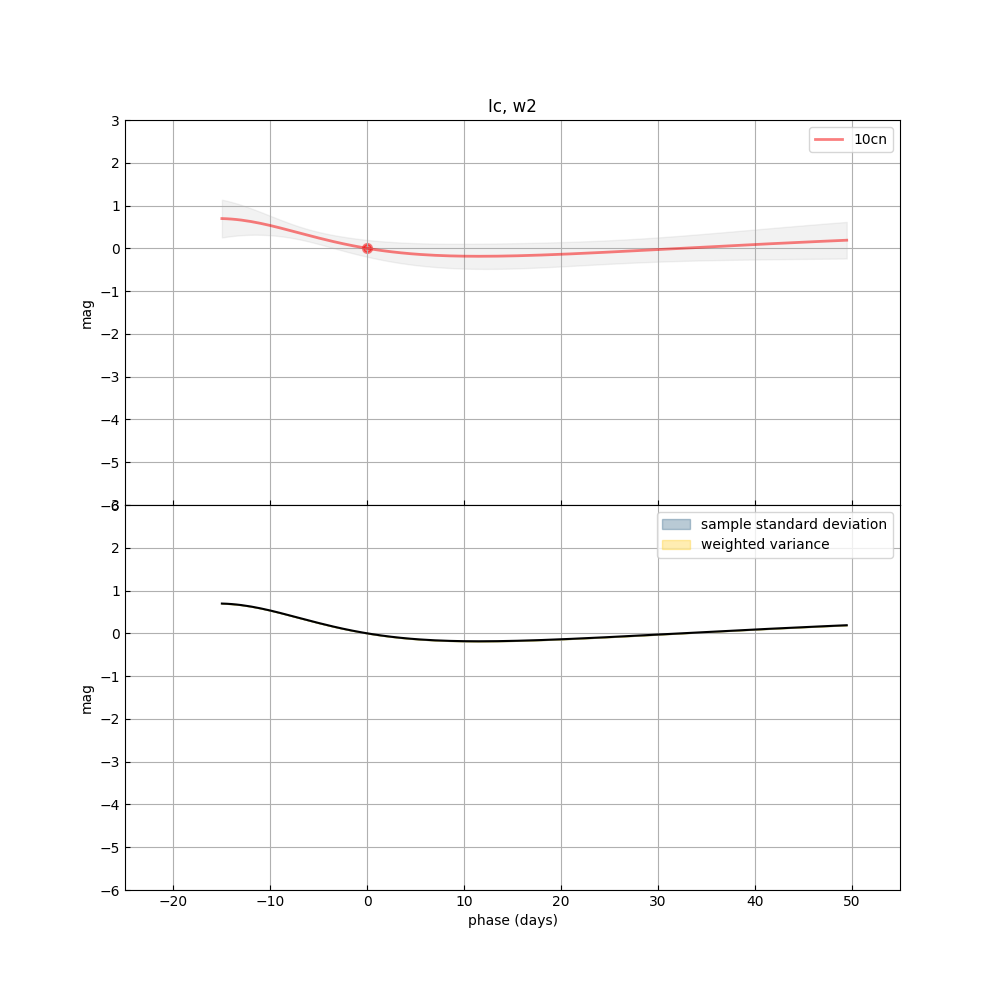 Ic, w2
3
2
1
0
−1
−2
−3
−4
−5
mag
10cn
2
1
0
−1
−2
−3
−4
−5
−6
mag
sample standard deviation
weighted variance
−20 −10 0 10 20 30 40 50
phase (days)